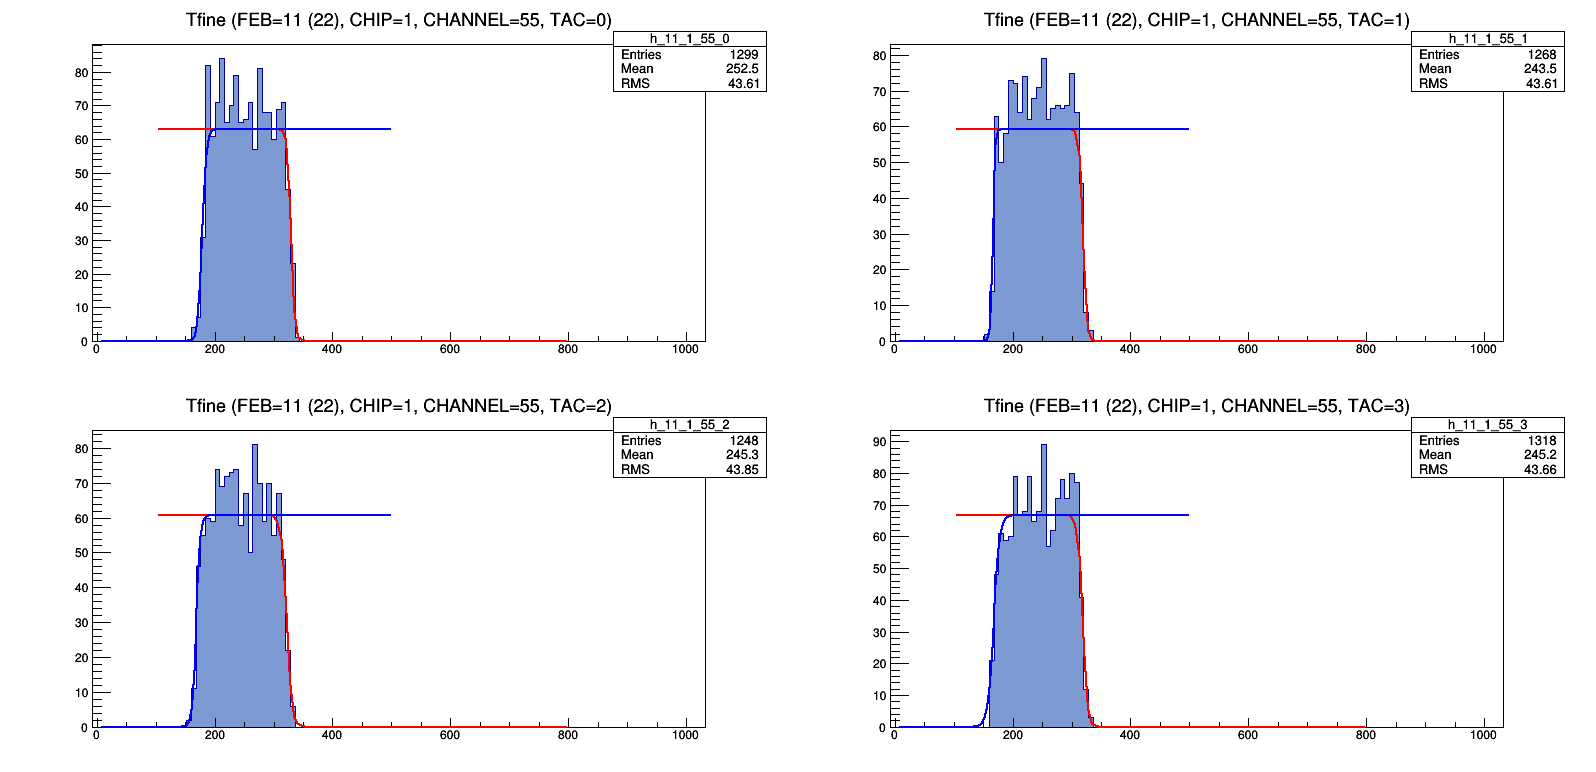 Tfine (FEB=11 (22), CHIP=1, CHANNEL=55, TAC=0)
h_11_1_55_0
Entries 1299
Mean 252.5
RMS 43.61
80
70
60
50
40
30
20
10
0
0 200 400 600 800 1000
Tfine (FEB=11 (22), CHIP=1, CHANNEL=55, TAC=1)
h_11_1_55_1
Entries 1268
Mean 243.5
RMS 43.61
80
70
60
50
40
30
20
10
0
0 200 400 600 800 1000
Tfine (FEB=11 (22), CHIP=1, CHANNEL=55, TAC=2)
h_11_1_55_2
Entries 1248
Mean 245.3
RMS 43.85
80
70
60
50
40
30
20
10
0
0 200 400 600 800 1000
Tfine (FEB=11 (22), CHIP=1, CHANNEL=55, TAC=3)
h_11_1_55_3
Entries 1318
Mean 245.2
RMS 43.66
90
80
70
60
50
40
30
20
10
0
0 200 400 600 800 1000